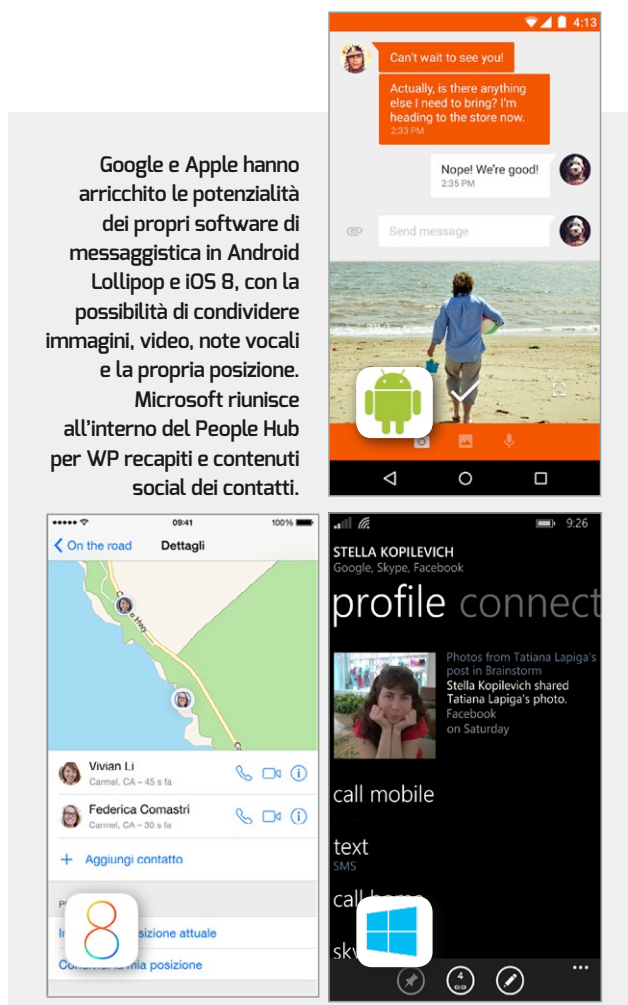 4:13
Can't wait to see you!
Actually, is there anything
else I need to bring? I'm
heading to the store now.
2:33 PM
Nope! We're good!
2:35 PM
Send message
Google e Apple hanno
arricchito le potenzialità
dei propri software di
messaggistica in Android
Lollipop e iOS 8, con la
possibilità di condividere
immagini, video, note vocali
e la propria posizione.
Microsoft riunisce
all'interno del People Hub
per WP recapiti e contenuti
social dei contatti.
09:41
100%
On the road
Dettagli
Hwy
Vivian Li
Carmel, CA – 45 s fa
Federica Comastri
Carmel, CA – 30 s fa
+ Aggiungi contatto
8
attuale
posizione
9:26
STELLA KOPILEVICH
Google, Skype, Facebook
profile connect
Photos from Tatiana Lapiga's
post in Brainstorm
Stella Kopilevich shared
Tatiana Lapiga's photo.
Facebook
on Saturday
call mobile
text
SMS
call home
4